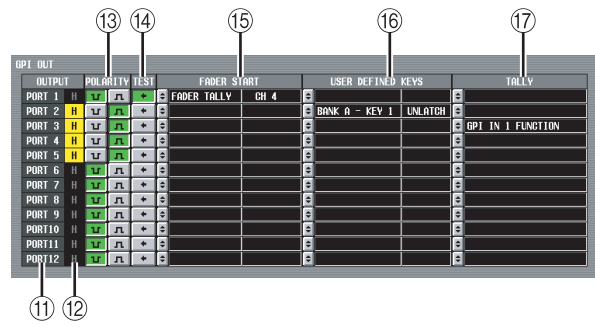 ⑬ ⑭ ⑮ ⑯ ⑰
GPI OUT
OUTPUT POLARITY TEST FADER START USER DEFINED KEYS TALLY
PORT 1 H FADER TALLY CH 4
PORT 2 H BANK A - KEY 1 UNLATCH
PORT 3 H GPI IN 1 FUNCTION
PORT 4 H
PORT 5 H
PORT 6 H
PORT 7 H
PORT 8 H
PORT 9 H
PORT10 H
PORT11 H
PORT12 H
⑪ ⑫